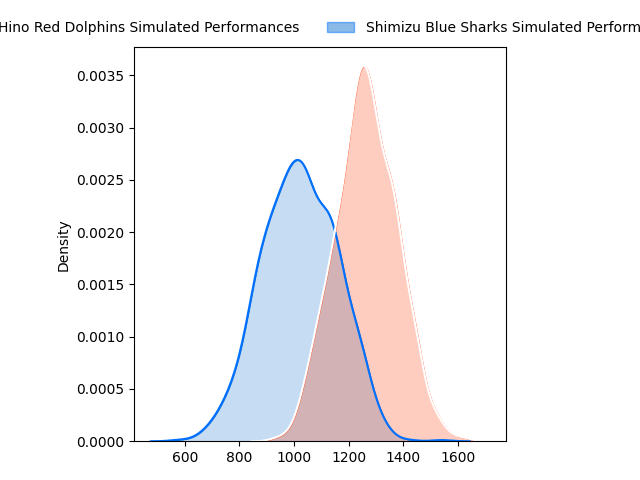 Hino Red Dolphins Simulated Performances
Shimizu Blue Sharks Simulated Perform
0.0035
0.0030
0.0025
0.0020
0.0015
0.0010
0.0005
0.0000
Density
600 800 1000 1200 1400 1600